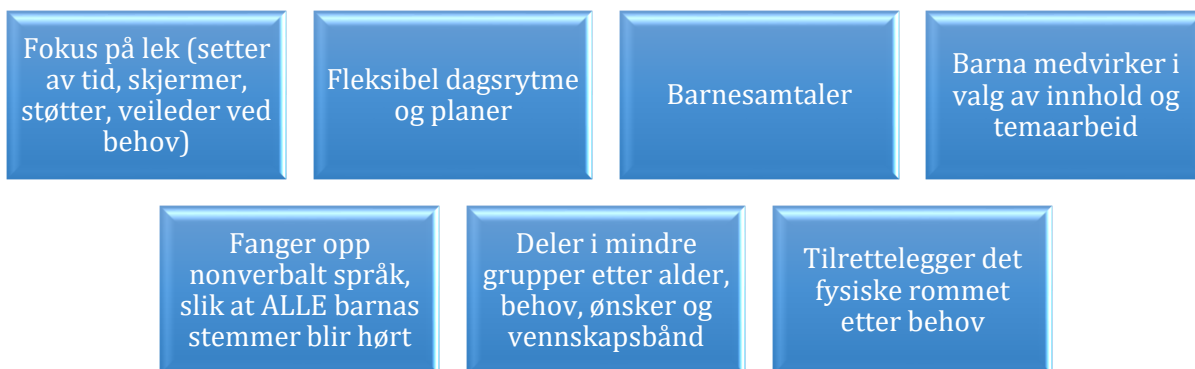 Fokus på lek (setter
av tid, skjermer,
støtter, veileder ved
behov)
Fleksibel dagsrytme
og planer
Barnesamtaler
Barna medvirker i
valg av innhold og
temaarbeid
Fanger opp
nonverbalt språk,
slik at ALLE barnas
stemmer blir hørt
Deler i mindre
grupper etter alder,
behov, ønsker og
vennskapsbånd
Tilrettelegger det
fysiske rommet
etter behov